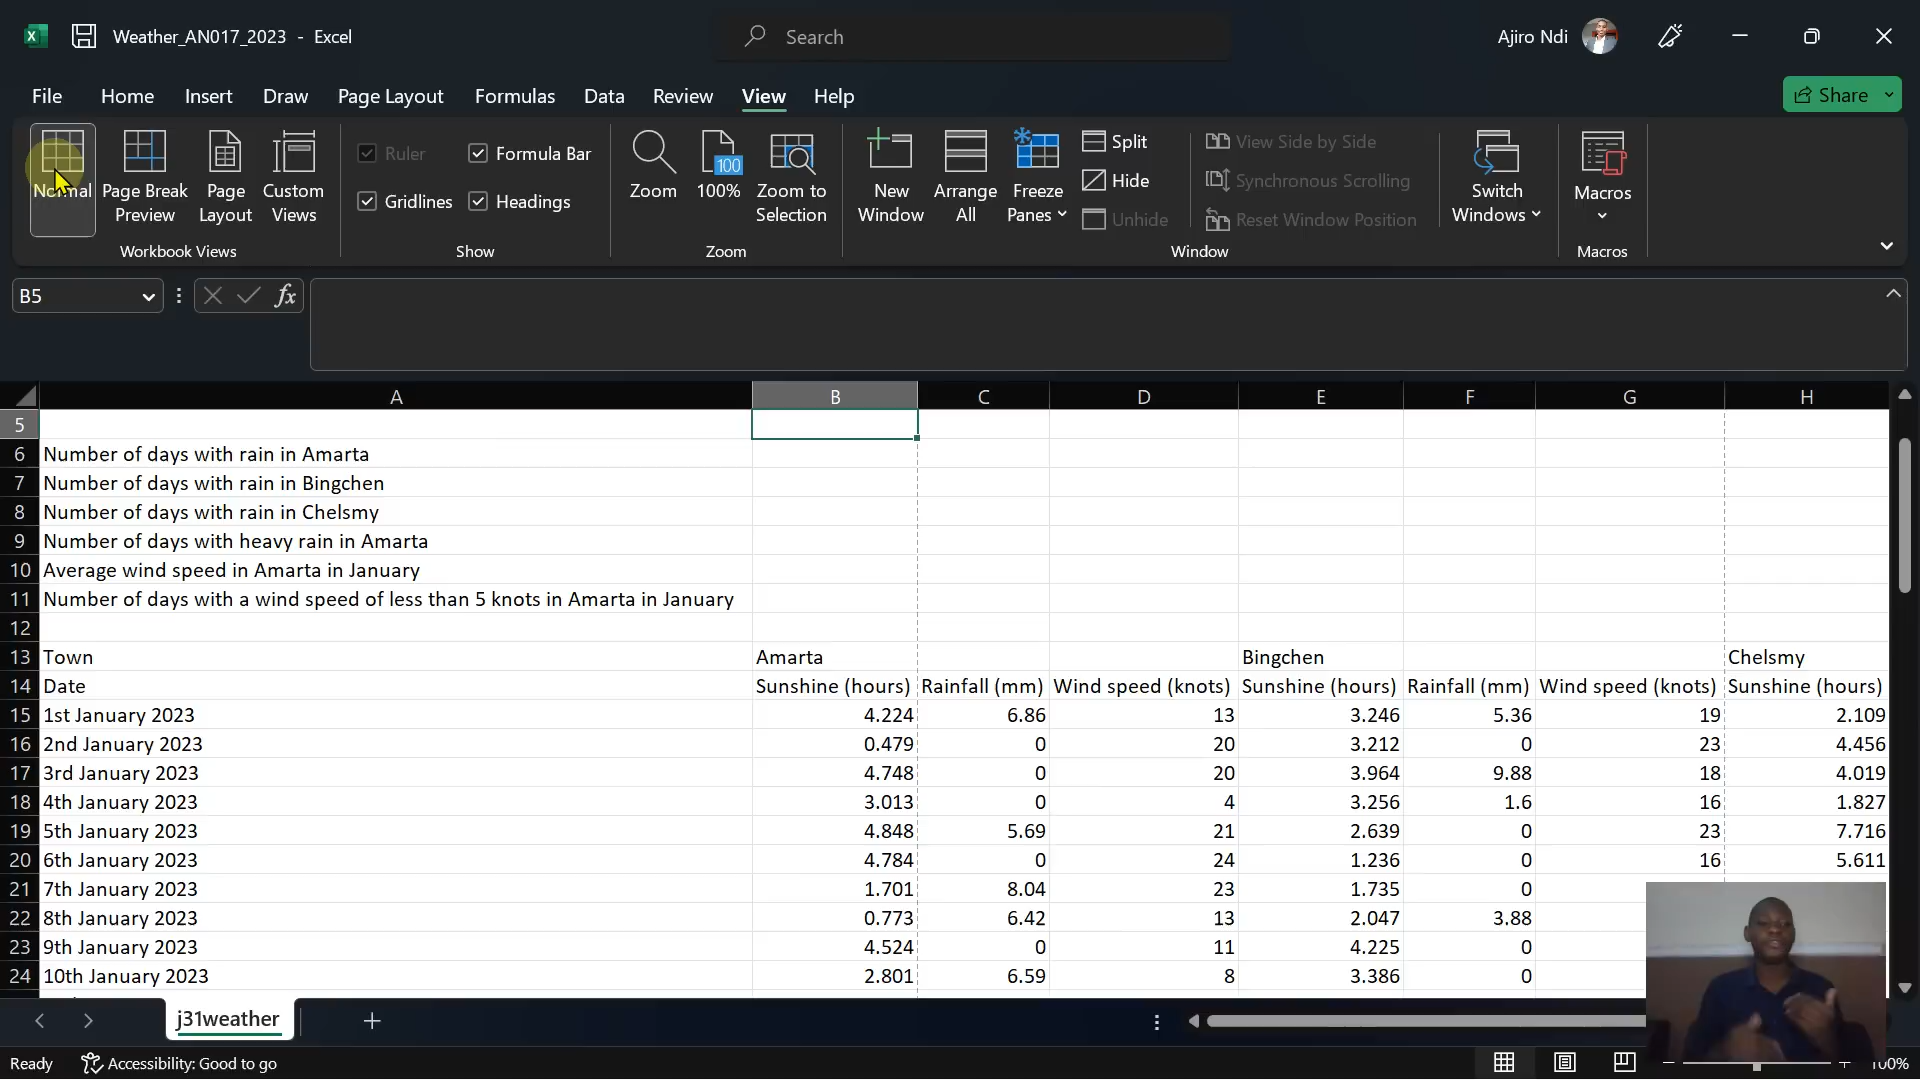 Weather_AN017_2023 - Excel
Search
Ajiro Ndi
File Home Insert Draw Page Layout Formulas Data Review View Help
Share
Normal
Page Break Preview
Page Layout
Custom Views
Workbook Views
Ruler
Formula Bar
Gridlines
Headings
Show
Zoom
100
100%
Zoom to Selection
Zoom
New Window
Arrange All
Freeze Panes
Split
Hide
Unhide
View Side by Side
Synchronous Scrolling
Reset Window Position
Window
Switch Windows
Macros
Macros
B5
fx
A B C D E F G H
5
6 Number of days with rain in Amarta
7 Number of days with rain in Bingchen
8 Number of days with rain in Chelsmy
9 Number of days with heavy rain in Amarta
10 Average wind speed in Amarta in January
11 Number of days with a wind speed of less than 5 knots in Amarta in January
12
13 Town Amarta Bingchen Chelsmy
14 Date Sunshine (hours) Rainfall (mm) Wind speed (knots) Sunshine (hours) Rainfall (mm) Wind speed (knots) Sunshine (hours)
15 1st January 2023 4.224 6.86 13 3.246 5.36 19 2.109
16 2nd January 2023 0.479 0 20 3.212 0 23 4.456
17 3rd January 2023 4.748 0 20 3.964 9.88 18 4.019
18 4th January 2023 3.013 0 4 3.256 1.6 16 1.827
19 5th January 2023 4.848 5.69 21 2.639 0 23 7.716
20 6th January 2023 4.784 0 24 1.236 0 16 5.611
21 7th January 2023 1.701 8.04 23 1.735 0
22 8th January 2023 0.773 6.42 13 2.047 3.88
23 9th January 2023 4.524 0 11 4.225 0
24 10th January 2023 2.801 6.59 8 3.386 0
j31weather
Ready
Accessibility: Good to go
100%